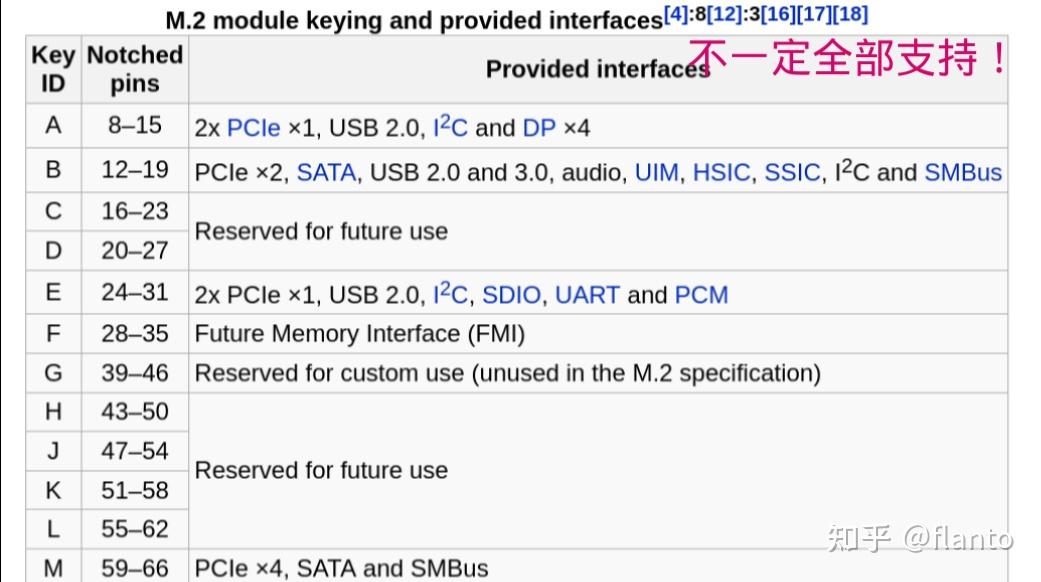 M.2 module keying and provided interfaces[4]:8[12]:3[16][17][18]
不一定全部支持！
Key ID Notched pins Provided interfaces
A 8–15 2x PCIe ×1, USB 2.0, I²C and DP ×4
B 12–19 PCIe ×2, SATA, USB 2.0 and 3.0, audio, UIM, HSIC, SSIC, I²C and SMBus
C 16–23 Reserved for future use
D 20–27
E 24–31 2x PCIe ×1, USB 2.0, I²C, SDIO, UART and PCM
F 28–35 Future Memory Interface (FMI)
G 39–46 Reserved for custom use (unused in the M.2 specification)
H 43–50 Reserved for future use
J 47–54
K 51–58
L 55–62
M 59–66 PCIe ×4, SATA and SMBus
知乎 @flanto